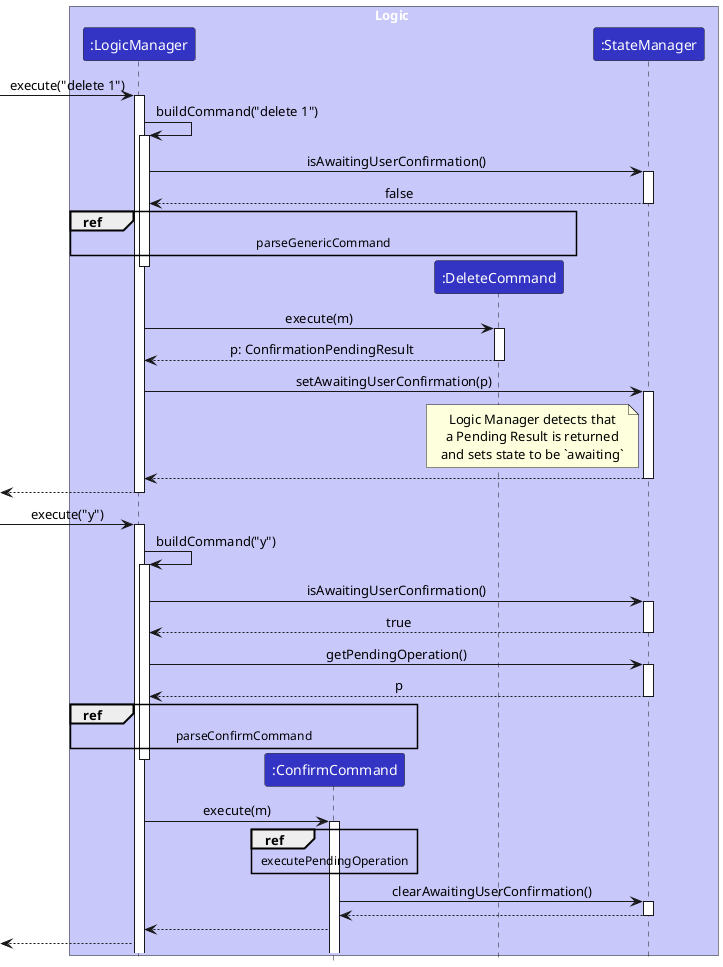 Logic
:LogicManager
:StateManager
execute("delete 1")
buildCommand("delete 1")
isAwaitingUserConfirmation()
false
ref
parseGenericCommand
:DeleteCommand
execute(m)
p: ConfirmationPendingResult
setAwaitingUserConfirmation(p)
Logic Manager detects that
a Pending Result is returned
and sets state to be `awaiting`
execute("y")
buildCommand("y")
isAwaitingUserConfirmation()
true
getPendingOperation()
p
ref
parseConfirmCommand
:ConfirmCommand
execute(m)
ref
executePendingOperation
clearAwaitingUserConfirmation()